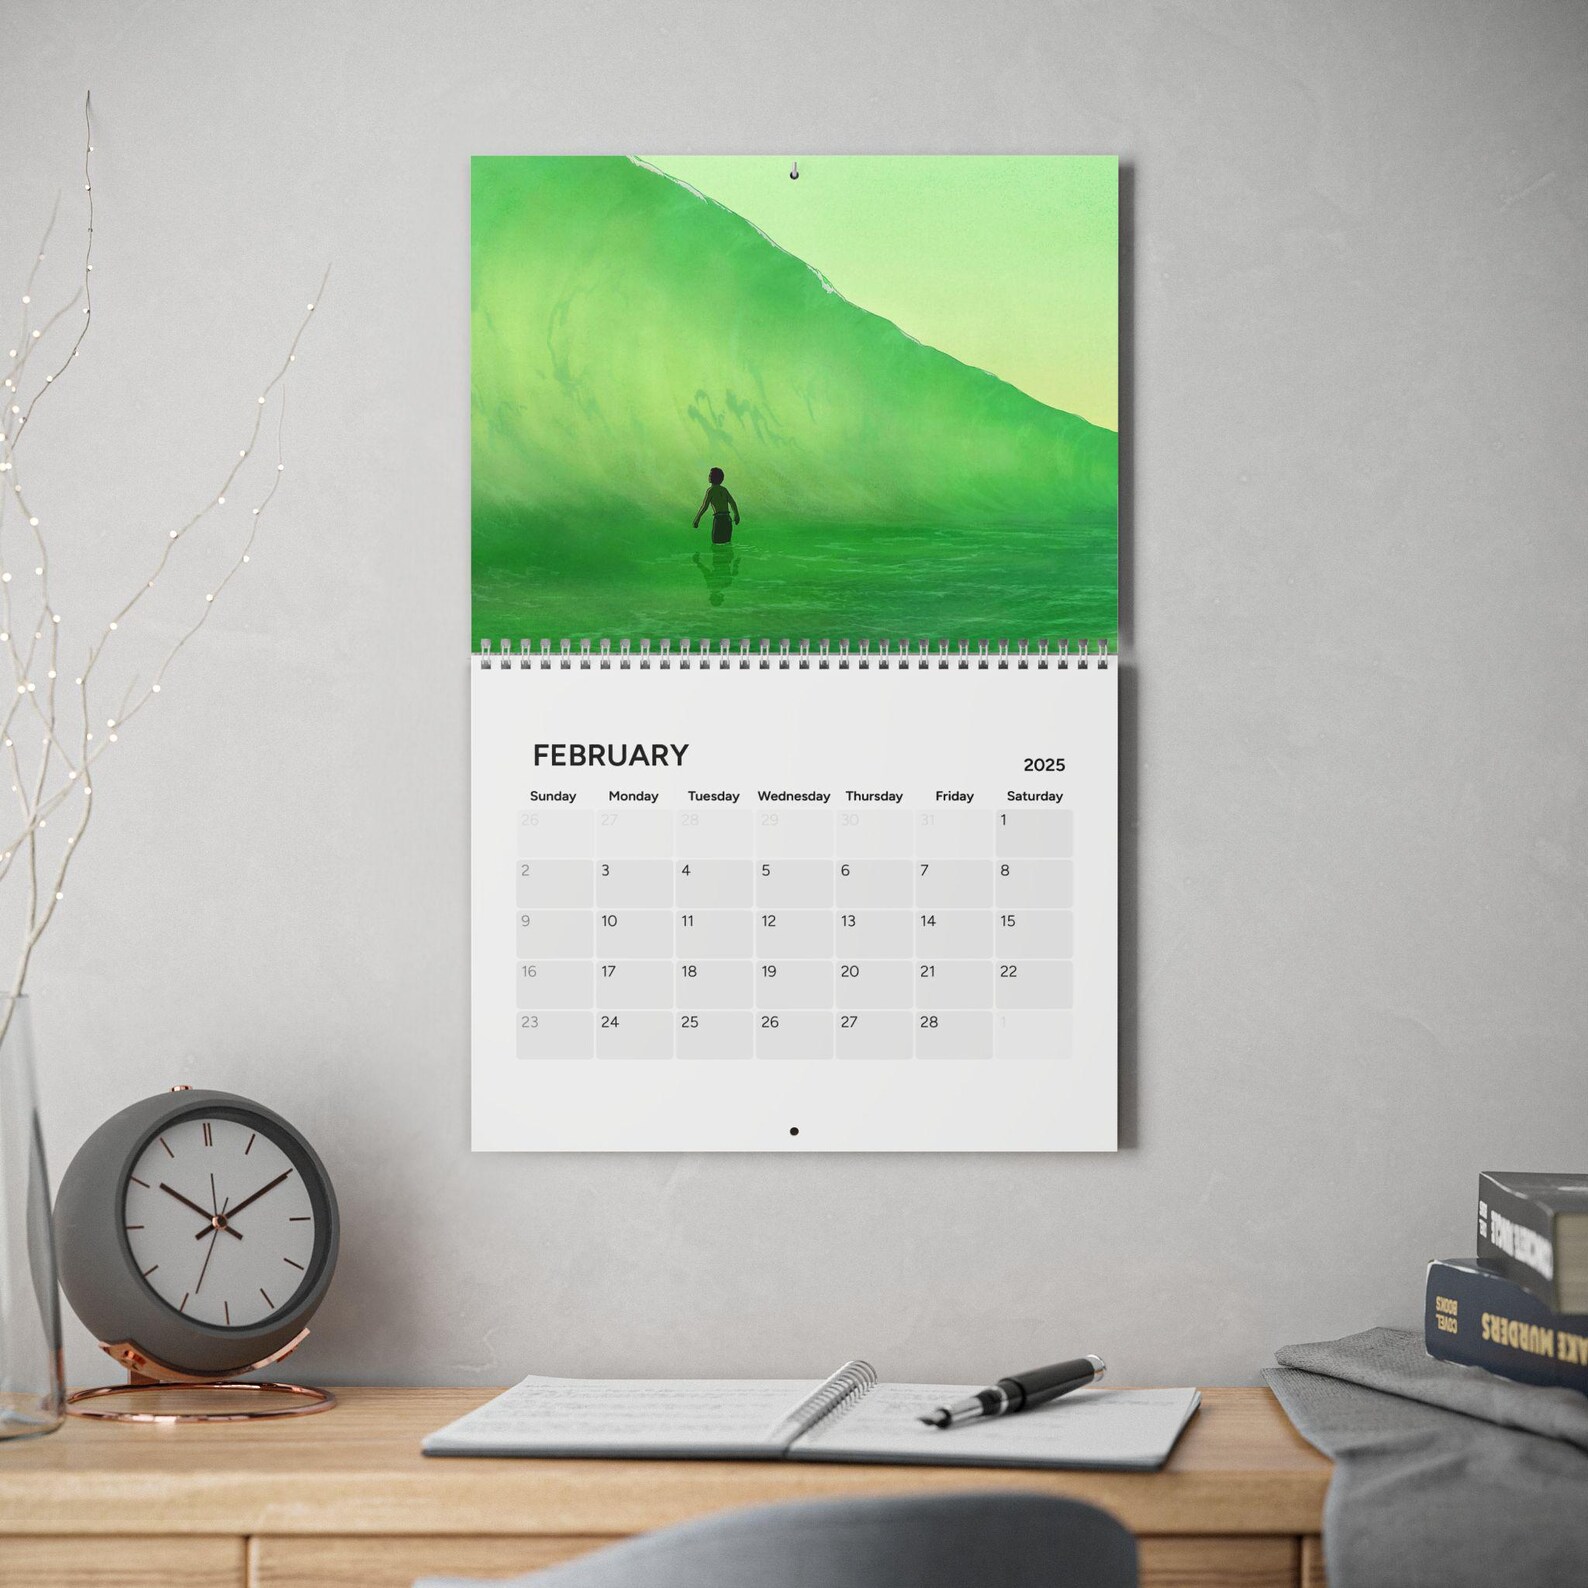 FEBRUARY
2025
Sunday Monday Tuesday Wednesday Thursday Friday Saturday
26 27 28 29 30 31 1
2 3 4 5 6 7 8
9 10 11 12 13 14 15
16 17 18 19 20 21 22
23 24 25 26 27 28 1
COVEL
BOOKS
AKE MURDERS